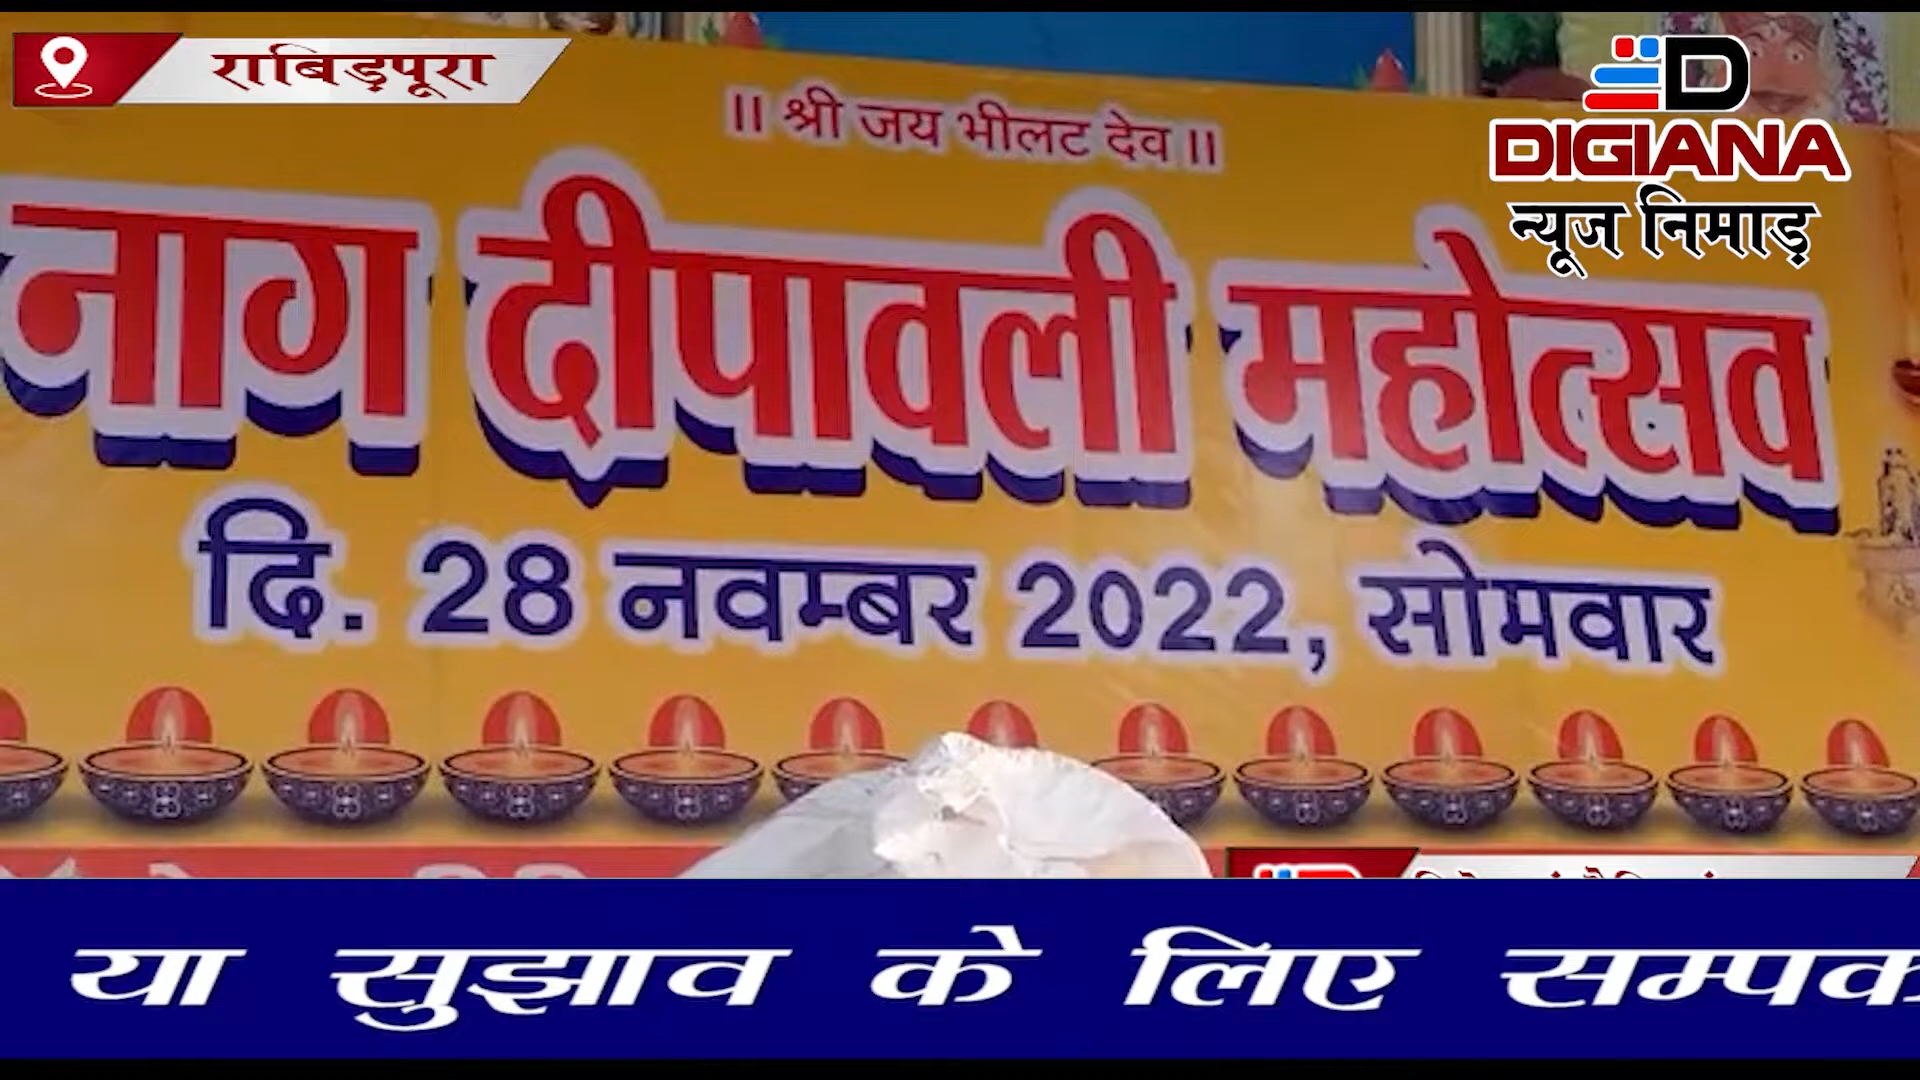 राबिड़पूरा
॥ श्री जय भीलट देव ॥
DIGIANA
न्यूज निमाड़
नाग दीपावली महोत्सव
दि. 28 नवम्बर 2022, सोमवार
या सुझाव के लिए सम्पर्क